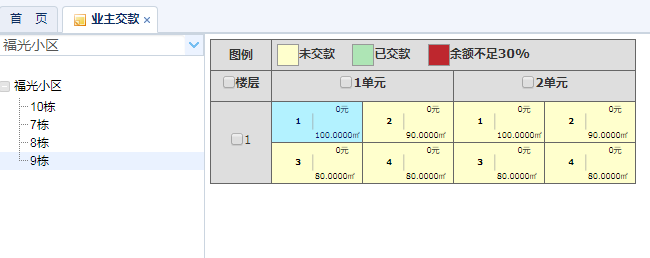 首 页 业主交款 ×
福光小区
福光小区
10栋
7栋
8栋
9栋
图例 未交款 已交款 余额不足30%
楼层 1单元 2单元
1
1 0元 100.0000㎡
2 0元 90.0000㎡
1 0元 100.0000㎡
2 0元 90.0000㎡
3 0元 80.0000㎡
4 0元 80.0000㎡
3 0元 80.0000㎡
4 0元 80.0000㎡